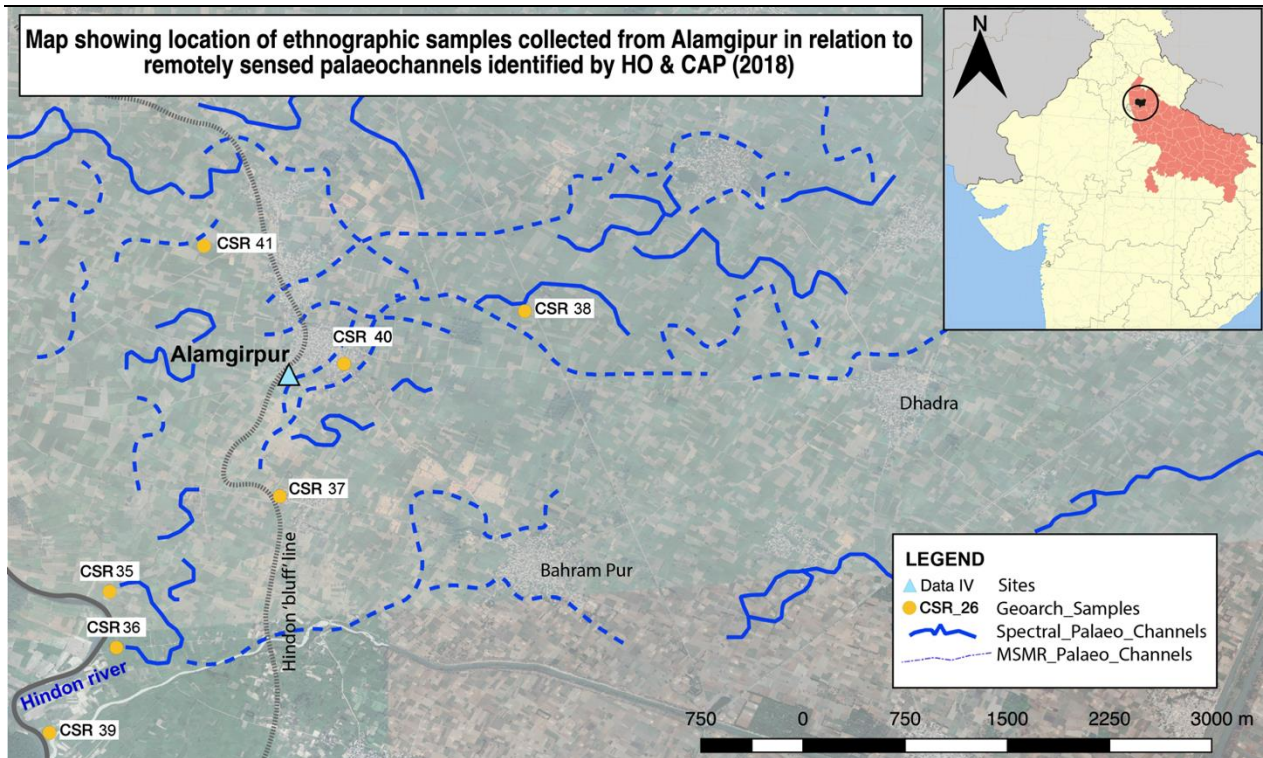 Map showing location of ethnographic samples collected from Alamgipur in relation to
remotely sensed palaeochannels identified by HO & CAP (2018)
N
CSR 41
CSR 38
CSR 40
Alamgirpur
Dhadra
CSR 37
Hindon 'bluff' line
Bahram Pur
CSR 35
CSR 36
Hindon river
CSR 39
LEGEND
Data IV Sites
CSR_26 Geoarch_Samples
Spectral_Palaeo_Channels
MSMR_Palaeo_Channels
750 0 750 1500 2250 3000 m